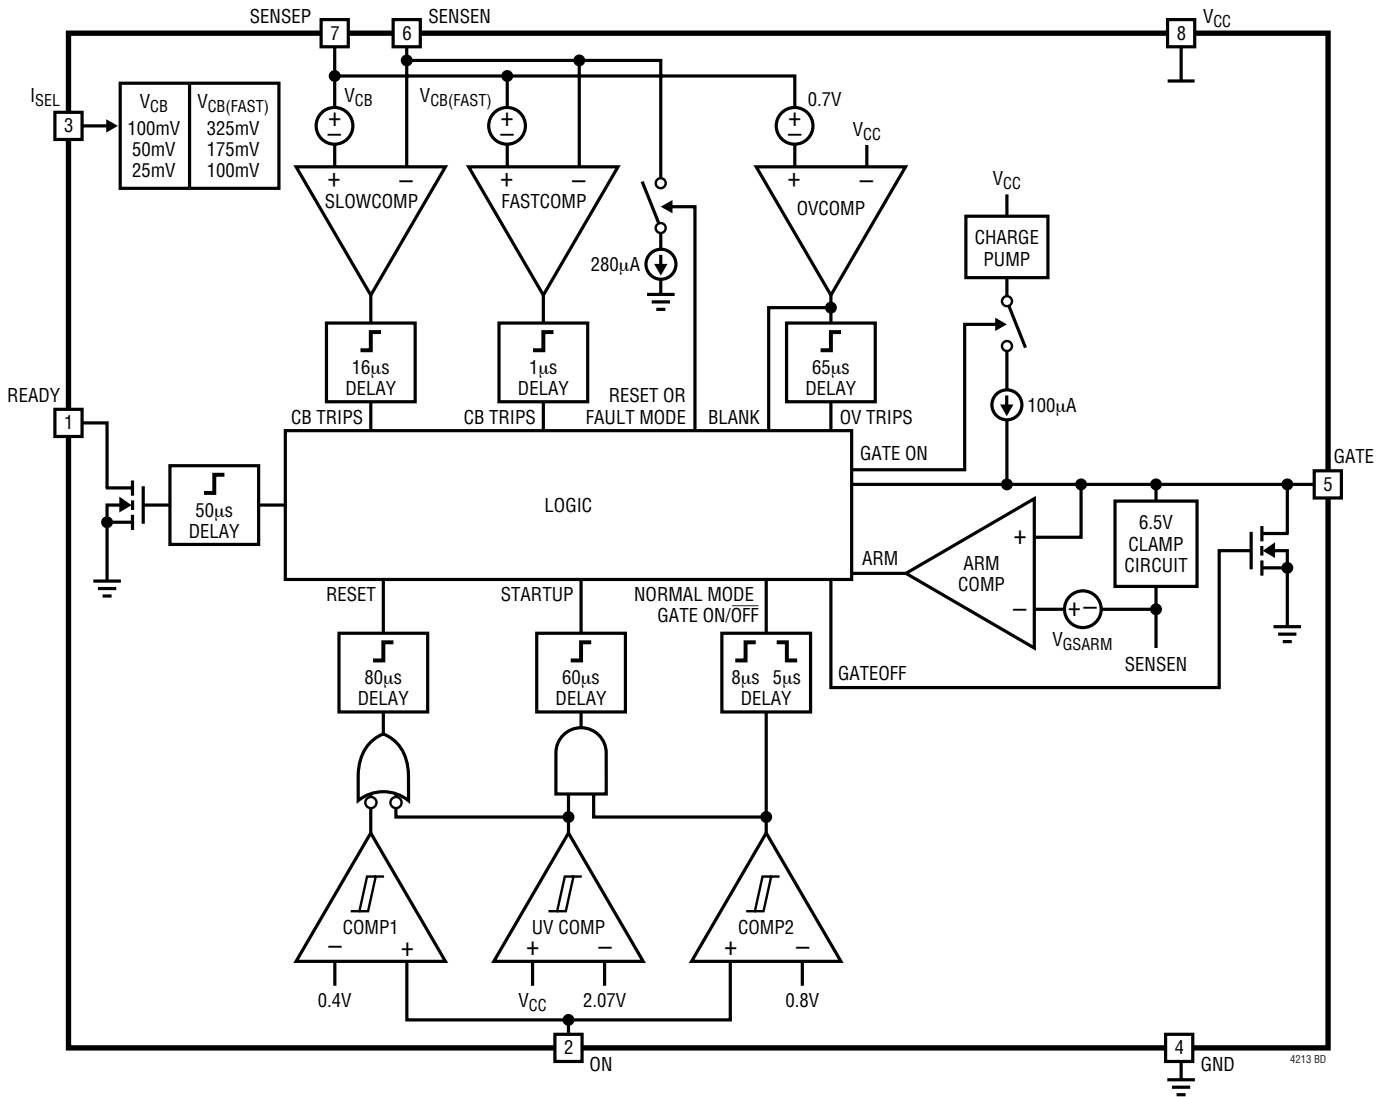 SENSEP
7
6
SENSEN
8
VCC
ISEL
3
VCB
VCB(FAST)
100mV
325mV
50mV
175mV
25mV
100mV
+
–
VCB
VCB(FAST)
+
–
0.7V
+
–
VCC
+
–
SLOWCOMP
+
–
FASTCOMP
+
–
OVCOMP
280µA
VCC
CHARGE
PUMP
100µA
16µs
DELAY
1µs
DELAY
65µs
DELAY
CB TRIPS
CB TRIPS
RESET OR
FAULT MODE
BLANK
OV TRIPS
READY
1
50µs
DELAY
LOGIC
GATE ON
GATE
5
ARM
ARM
COMP
+
–
6.5V
CLAMP
CIRCUIT
+
–
VGSARM
SENSEN
GATEOFF
RESET
STARTUP
NORMAL MODE
GATE ON/OFF
80µs
DELAY
60µs
DELAY
8µs
5µs
DELAY
COMP1
–
+
0.4V
UV COMP
+
–
VCC
2.07V
COMP2
+
–
0.8V
2
ON
4
GND
4213 BD